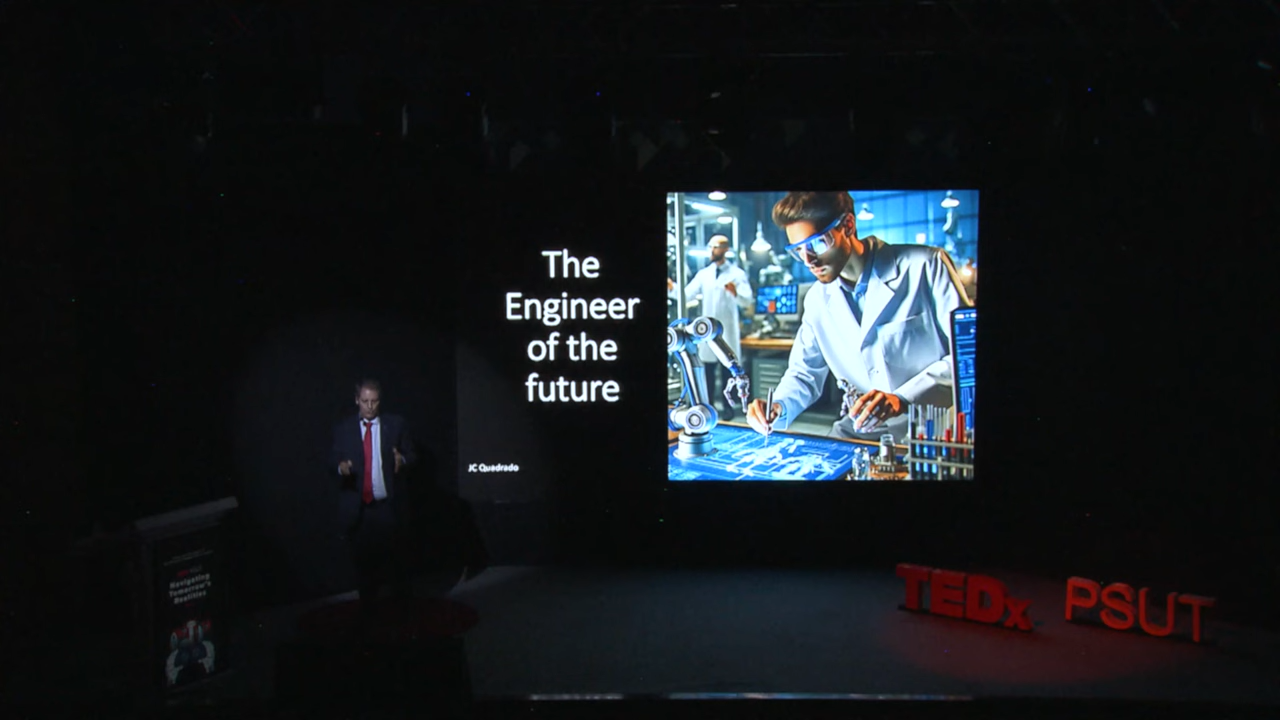 The
Engineer
of the
future
JC Quadrado
Navigating
Tomorrow's
Realities
TEDx PSUT